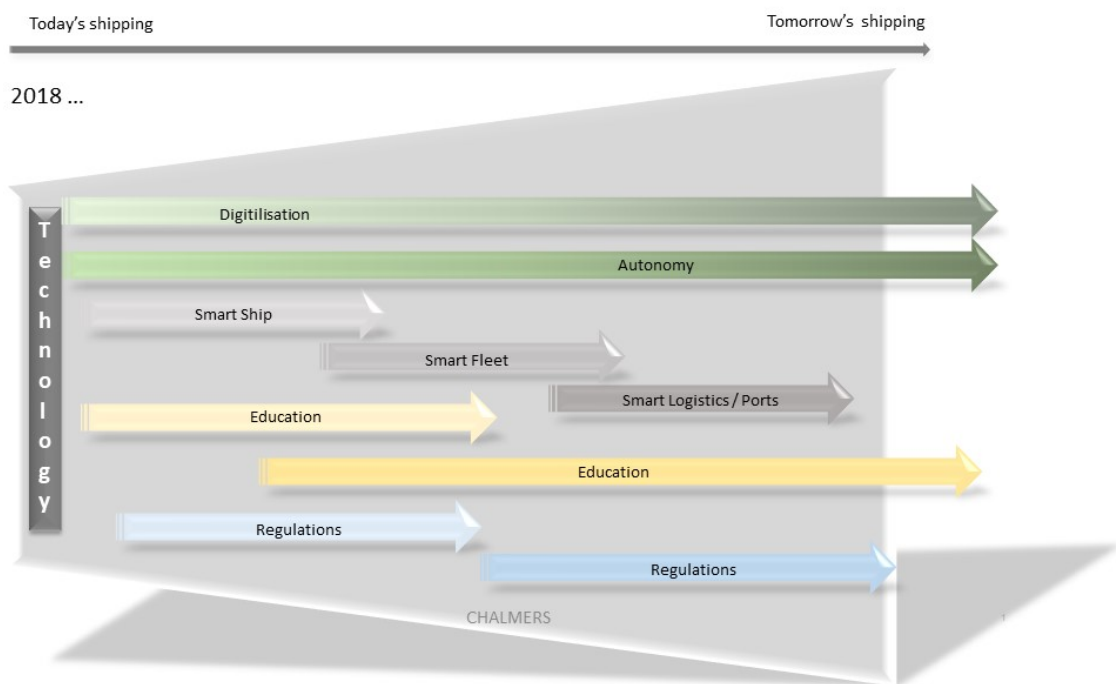 Today’s shipping
Tomorrow’s shipping
2018 ...
Technology
Digitilisation
Autonomy
Smart Ship
Smart Fleet
Smart Logistics / Ports
Education
Education
Regulations
Regulations
CHALMERS
1